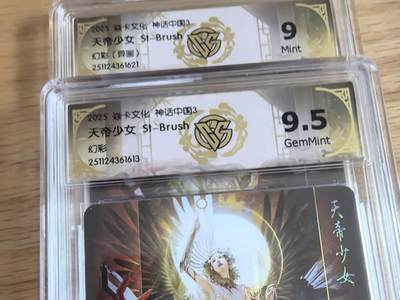 2025 森卡文化 神话中国3
天帝少女 St-Brush
幻彩（异画）
251124361621
9
Mint
2025 森卡文化 神话中国3
天帝少女 St-Brush
幻彩
251124361613
9.5
GemMint
天帝少女